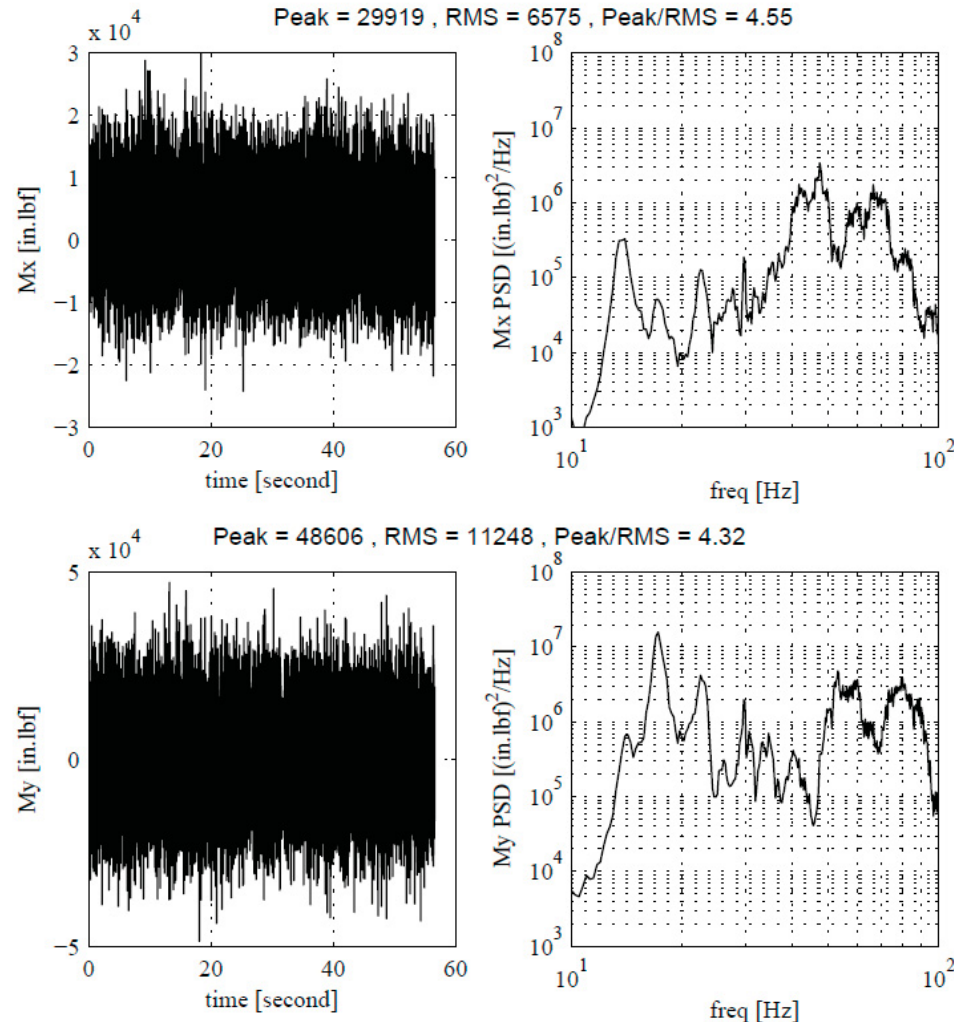 Peak = 29919 , RMS = 6575 , Peak/RMS = 4.55
x 10^4
3
2
1
0
−1
−2
−3
Mx [in.lbf]
0 20 40 60
time [second]
10^8
10^7
10^6
10^5
10^4
10^3
Mx PSD [(in.lbf)^2/Hz]
10^1 10^2
freq [Hz]
Peak = 48606 , RMS = 11248 , Peak/RMS = 4.32
x 10^4
5
0
−5
My [in.lbf]
0 20 40 60
time [second]
10^8
10^7
10^6
10^5
10^4
10^3
My PSD [(in.lbf)^2/Hz]
10^1 10^2
freq [Hz]